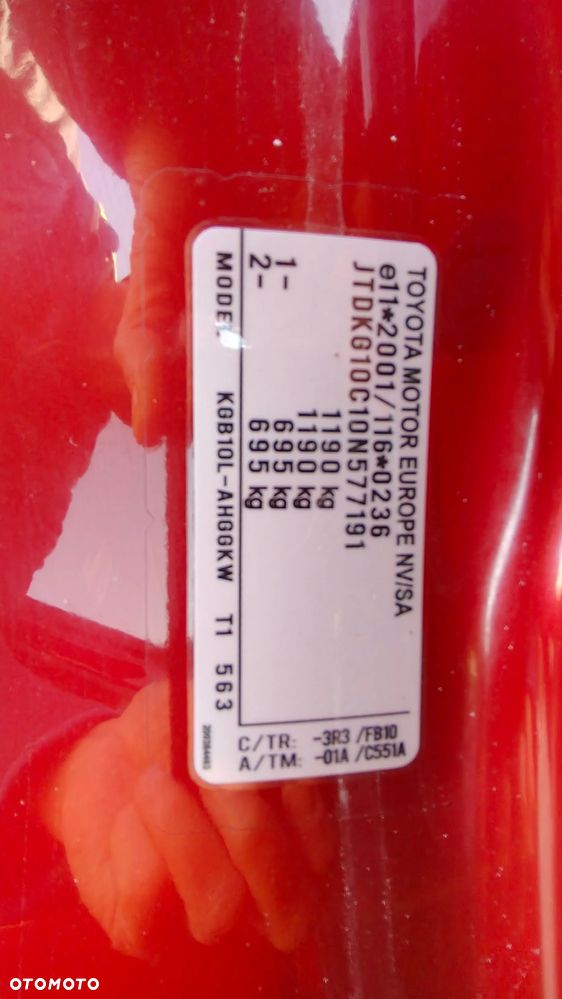 TOYOTA MOTOR EUROPE NV/SA
e11*2001/116*0236
JTDKG10C10N577191
1190 kg
1190 kg
1- 695 kg
2- 695 kg
MODEL KGB10L-AHGGKW T1 563
C/TR: -3R3 /FB10
A/TM: -01A /C551A
OTOMOTO